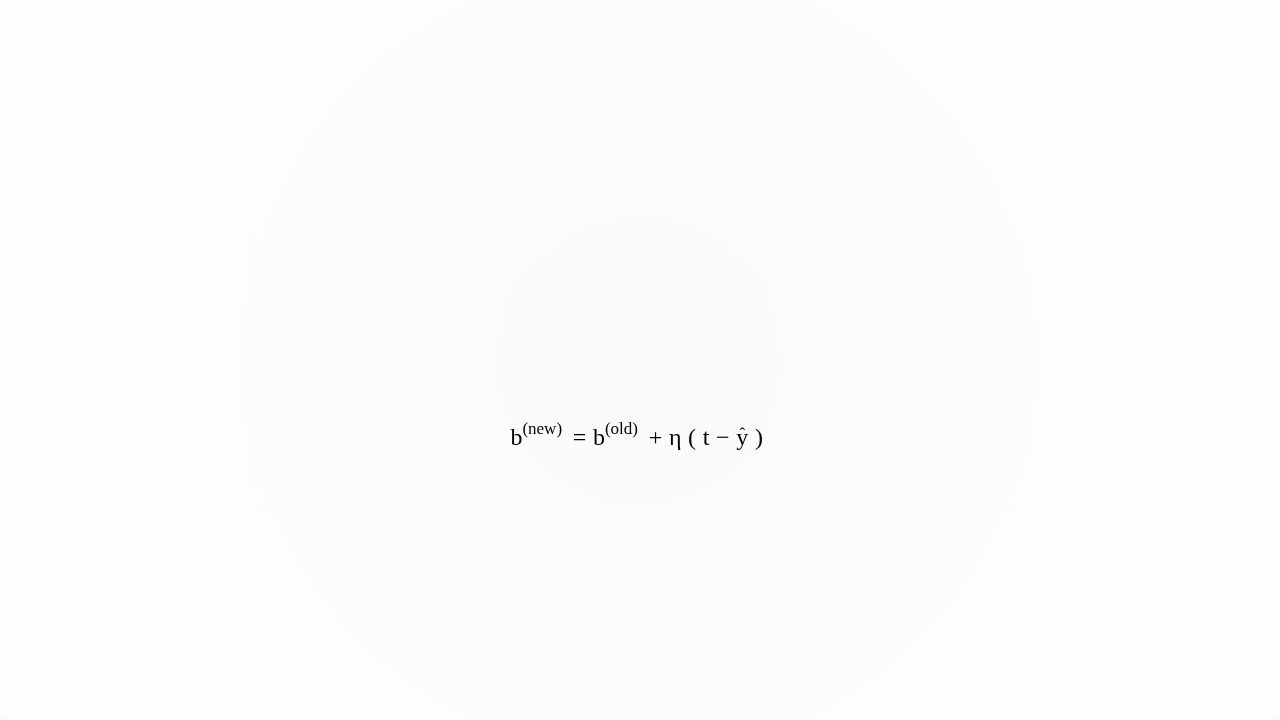 b⁽ⁿᵉʷ⁾ = b⁽ᵒˡᵈ⁾ + η ( t − ŷ )